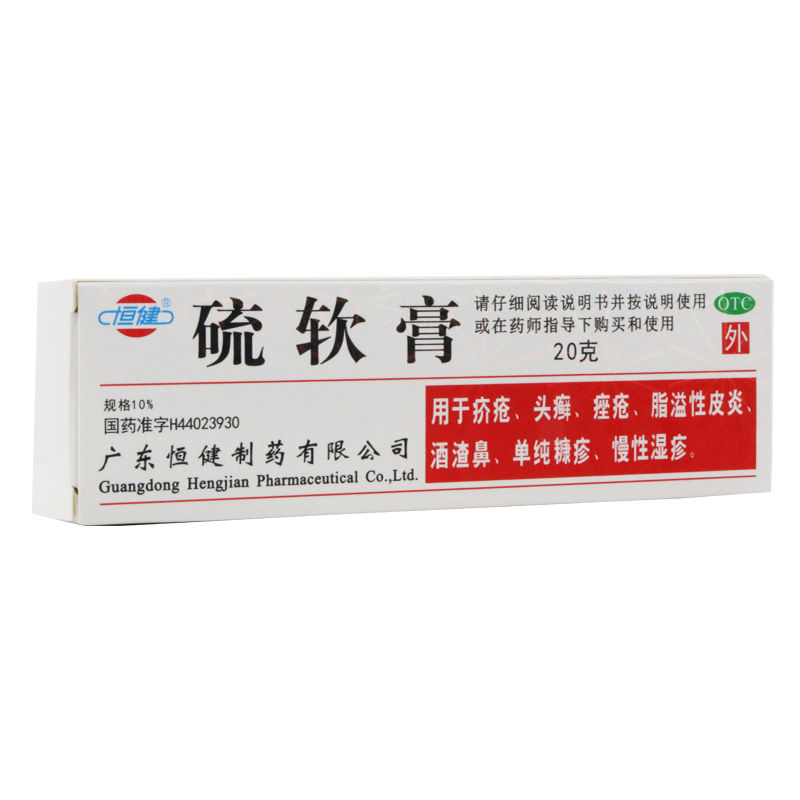 恒健®
硫软膏
请仔细阅读说明书并按说明使用
或在药师指导下购买和使用
20克
OTC
外
规格10%
国药准字H44023930
广东恒健制药有限公司
Guangdong Hengjian Pharmaceutical Co.,Ltd.
用于疥疮、头癣、痤疮、脂溢性皮炎、
酒渣鼻、单纯糠疹、慢性湿疹。